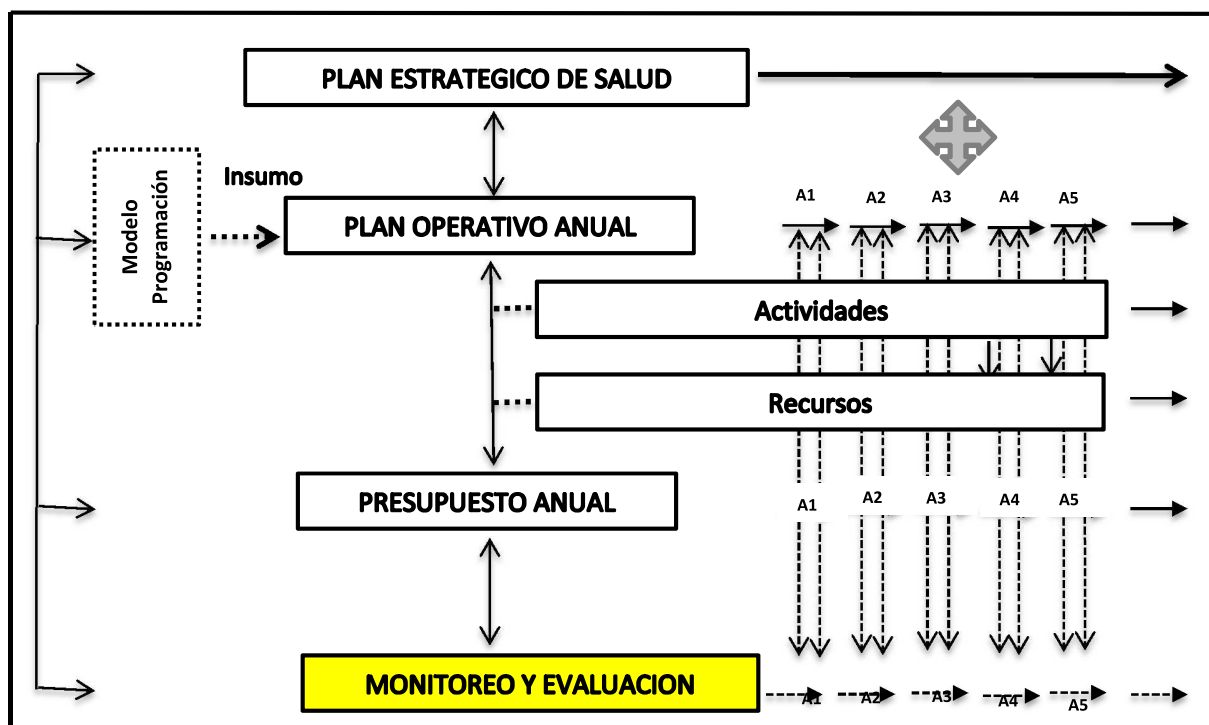 PLAN ESTRATEGICO DE SALUD
Modelo
Programación
Insumo
PLAN OPERATIVO ANUAL
A1 A2 A3 A4 A5
Actividades
Recursos
PRESUPUESTO ANUAL
A1 A2 A3 A4 A5
MONITOREO Y EVALUACION
A1 A2 A3 A4 A5